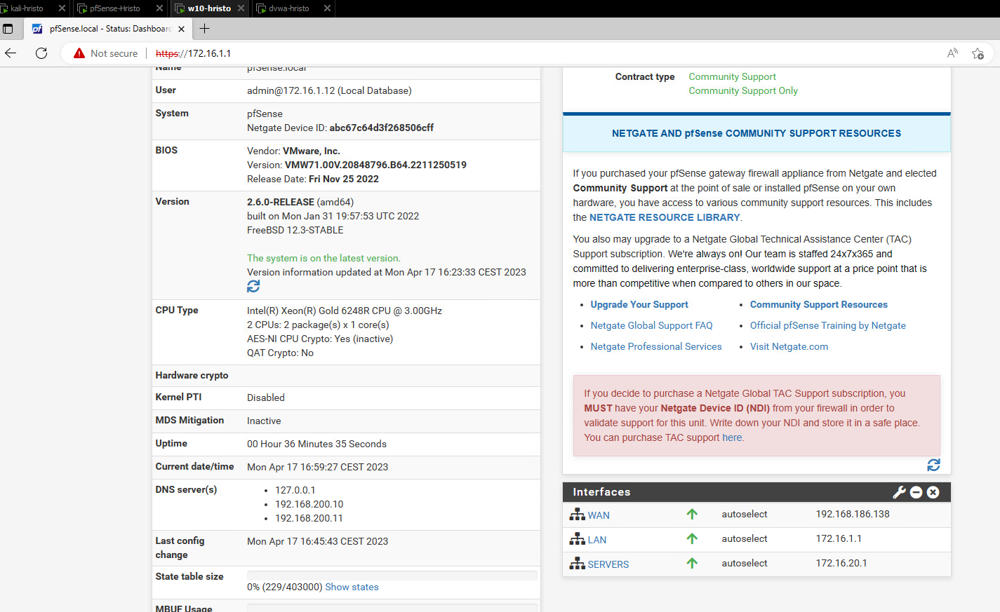 kali-hristo
pfSense-Hristo
w10-hristo
dvwa-hristo
pfSense.local - Status: Dashboard
Not secure
https://172.16.1.1
Name
pfSense.local
User
admin@172.16.1.12 (Local Database)
System
pfSense
Netgate Device ID: abc67c64d3f268506cff
BIOS
Vendor: VMware, Inc.
Version: VMW71.00V.20848796.B64.2211250519
Release Date: Fri Nov 25 2022
Version
2.6.0-RELEASE (amd64)
built on Mon Jan 31 19:57:53 UTC 2022
FreeBSD 12.3-STABLE
The system is on the latest version.
Version information updated at Mon Apr 17 16:23:33 CEST 2023
CPU Type
Intel(R) Xeon(R) Gold 6248R CPU @ 3.00GHz
2 CPUs: 2 package(s) x 1 core(s)
AES-NI CPU Crypto: Yes (inactive)
QAT Crypto: No
Hardware crypto
Kernel PTI
Disabled
MDS Mitigation
Inactive
Uptime
00 Hour 36 Minutes 35 Seconds
Current date/time
Mon Apr 17 16:59:27 CEST 2023
DNS server(s)
127.0.0.1
192.168.200.10
192.168.200.11
Last config
change
Mon Apr 17 16:45:43 CEST 2023
State table size
0% (229/403000) Show states
MBUF Usage
Contract type
Community Support
Community Support Only
NETGATE AND pfSense COMMUNITY SUPPORT RESOURCES
If you purchased your pfSense gateway firewall appliance from Netgate and elected
Community Support at the point of sale or installed pfSense on your own
hardware, you have access to various community support resources. This includes
the NETGATE RESOURCE LIBRARY.
You also may upgrade to a Netgate Global Technical Assistance Center (TAC)
Support subscription. We're always on! Our team is staffed 24x7x365 and
committed to delivering enterprise-class, worldwide support at a price point that is
more than competitive when compared to others in our space.
Upgrade Your Support
Community Support Resources
Netgate Global Support FAQ
Official pfSense Training by Netgate
Netgate Professional Services
Visit Netgate.com
If you decide to purchase a Netgate Global TAC Support subscription, you
MUST have your Netgate Device ID (NDI) from your firewall in order to
validate support for this unit. Write down your NDI and store it in a safe place.
You can purchase TAC support here.
Interfaces
WAN
autoselect
192.168.186.138
LAN
autoselect
172.16.1.1
SERVERS
autoselect
172.16.20.1